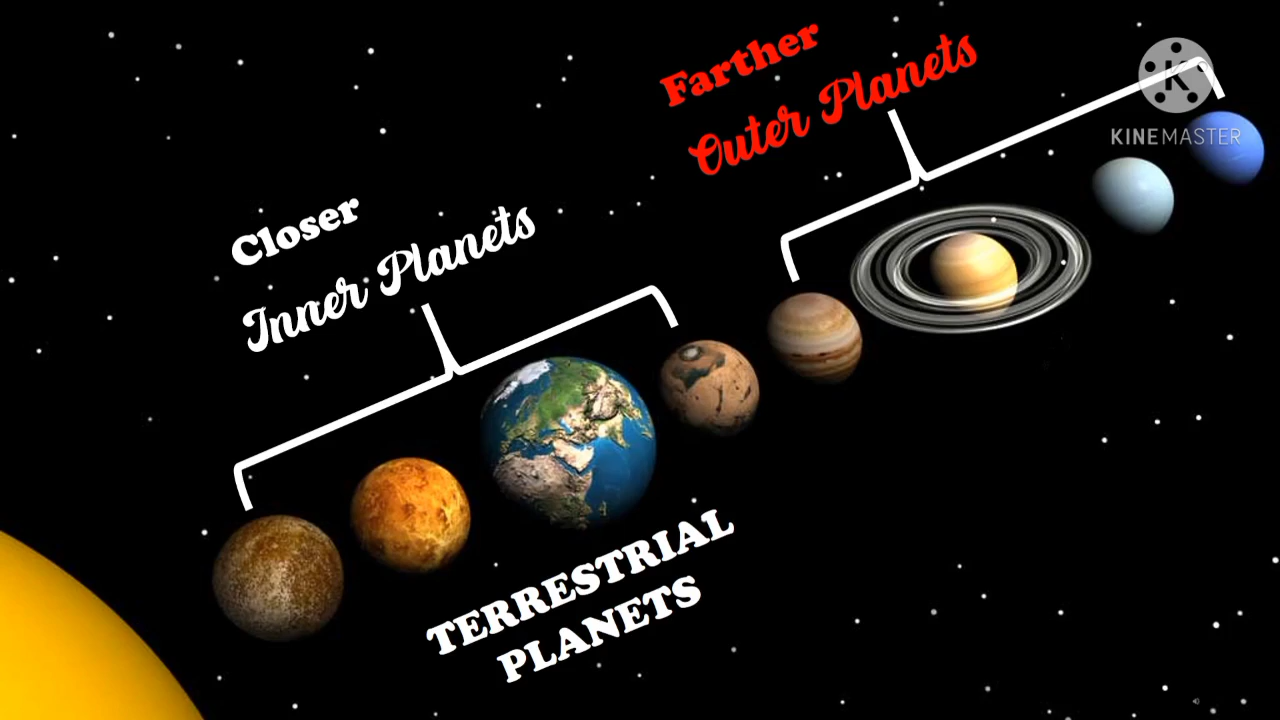 Farther
Outer Planets
K
KINEMASTER
Closer
Inner Planets
TERRESTRIAL
PLANETS